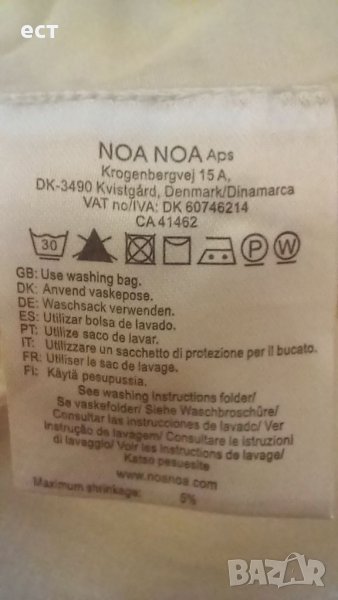 ect
NOA NOA Aps
Krogenbergvej 15 A,
DK-3490 Kvistgård, Denmark/Dinamarca
VAT no/IVA: DK 60746214
CA 41462
30 P W
GB: Use washing bag.
DK: Anvend vaskepose.
DE: Waschsack verwenden.
ES: Utilizar bolsa de lavado.
PT: Utilize saco de lavar.
IT: Utilizzare un sacchetto di protezione per il bucato.
FR: Utiliser le sac de lavage.
FI: Käytä pesupussia.
See washing Instructions folder/
Se vaskefolder/ Siehe Waschbroschüre/
Consultar las instrucciones de lavado/ Ver
Instrução de lavagem/ Consultare le istruzioni
di lavaggio/ Voir les instructions de lavage/
Katso pesuesite
www.noanoa.com
Maximum shrinkage: 5%
BAZAR